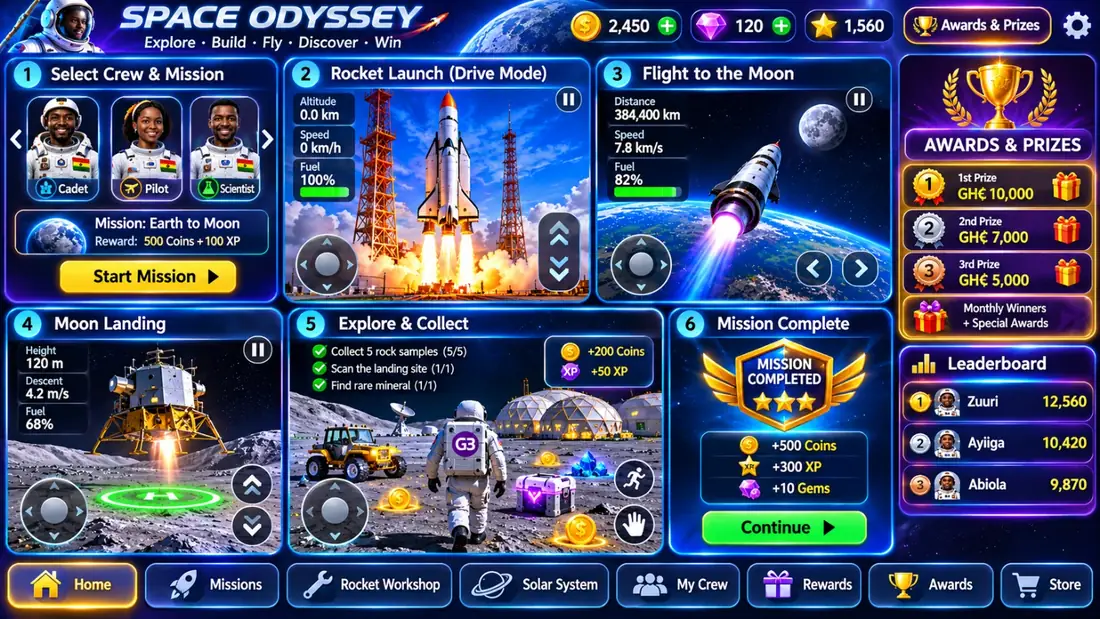 SPACE ODYSSEY
Explore · Build · Fly · Discover · Win
2,450
120
1,560
Awards & Prizes
1 Select Crew & Mission
Cadet
Pilot
Scientist
Mission: Earth to Moon
Reward: 500 Coins + 100 XP
Start Mission
2 Rocket Launch (Drive Mode)
Altitude
0.0 km
Speed
0 km/h
Fuel
100%
3 Flight to the Moon
Distance
384,400 km
Speed
7.8 km/s
Fuel
82%
AWARDS & PRIZES
1
1st Prize
GH₵ 10,000
2
2nd Prize
GH₵ 7,000
3
3rd Prize
GH₵ 5,000
Monthly Winners
+ Special Awards
4 Moon Landing
Height
120 m
Descent
4.2 m/s
Fuel
68%
H
5 Explore & Collect
Collect 5 rock samples (5/5)
Scan the landing site (1/1)
Find rare mineral (1/1)
$ +200 Coins
XP +50 XP
G3
6 Mission Complete
MISSION
COMPLETED
$ +500 Coins
XP +300 XP
+10 Gems
Continue
Leaderboard
1 Zuuri 12,560
2 Ayiiga 10,420
3 Abiola 9,870
Home
Missions
Rocket Workshop
Solar System
My Crew
Rewards
Awards
Store